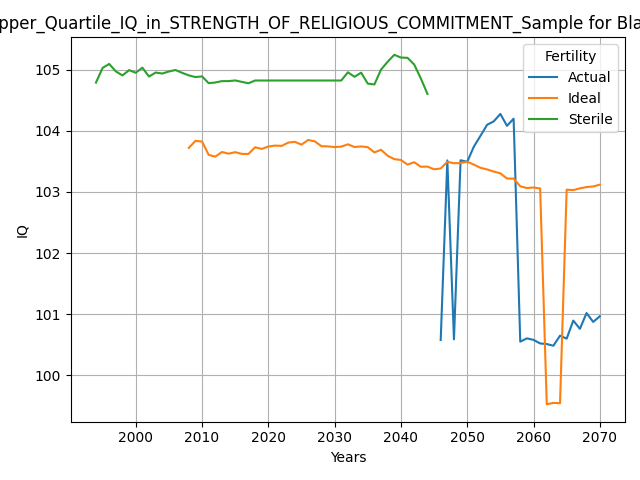 pper_Quartile_IQ_in_STRENGTH_OF_RELIGIOUS_COMMITMENT_Sample for Bla
Fertility
Actual
Ideal
Sterile
105
104
103
102
101
100
IQ
2000 2010 2020 2030 2040 2050 2060 2070
Years